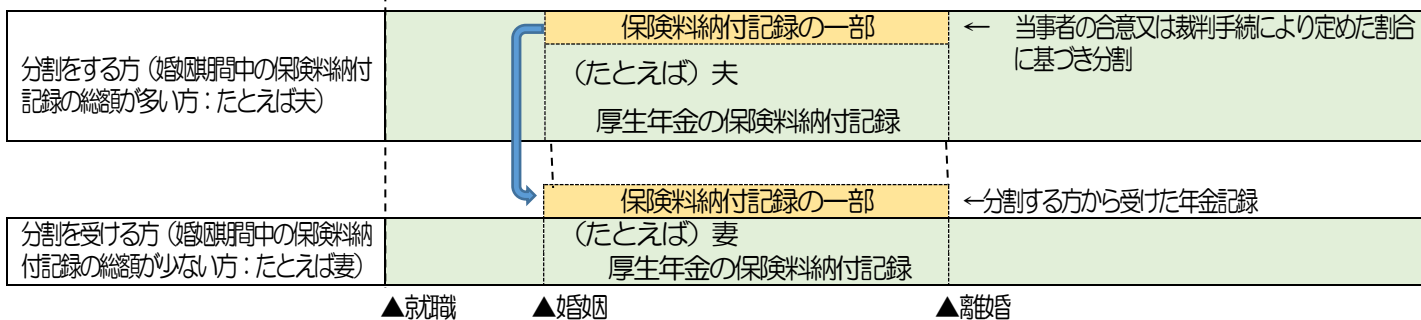 保険料納付記録の一部
← 当事者の合意又は裁判手続により定めた割合
に基づき分割
分割をする方(婚姻期間中の保険料納付
記録の総額が多い方:たとえば夫)
(たとえば)夫
厚生年金の保険料納付記録
保険料納付記録の一部
←分割する方から受けた年金記録
分割を受ける方(婚姻期間中の保険料納
付記録の総額が少ない方:たとえば妻)
(たとえば)妻
厚生年金の保険料納付記録
▲就職
▲婚姻
▲離婚